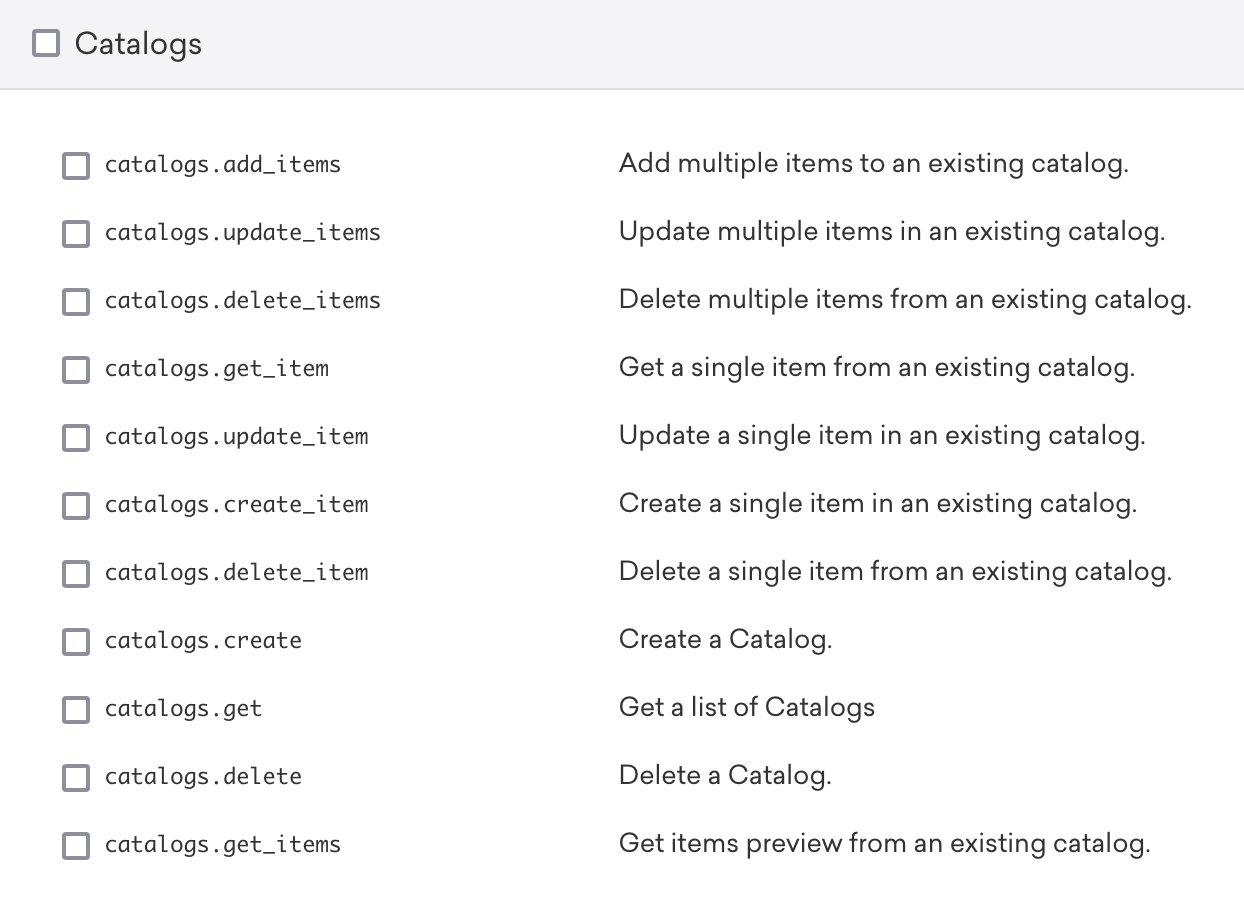 Catalogs
catalogs.add_items Add multiple items to an existing catalog.
catalogs.update_items Update multiple items in an existing catalog.
catalogs.delete_items Delete multiple items from an existing catalog.
catalogs.get_item Get a single item from an existing catalog.
catalogs.update_item Update a single item in an existing catalog.
catalogs.create_item Create a single item in an existing catalog.
catalogs.delete_item Delete a single item from an existing catalog.
catalogs.create Create a Catalog.
catalogs.get Get a list of Catalogs
catalogs.delete Delete a Catalog.
catalogs.get_items Get items preview from an existing catalog.